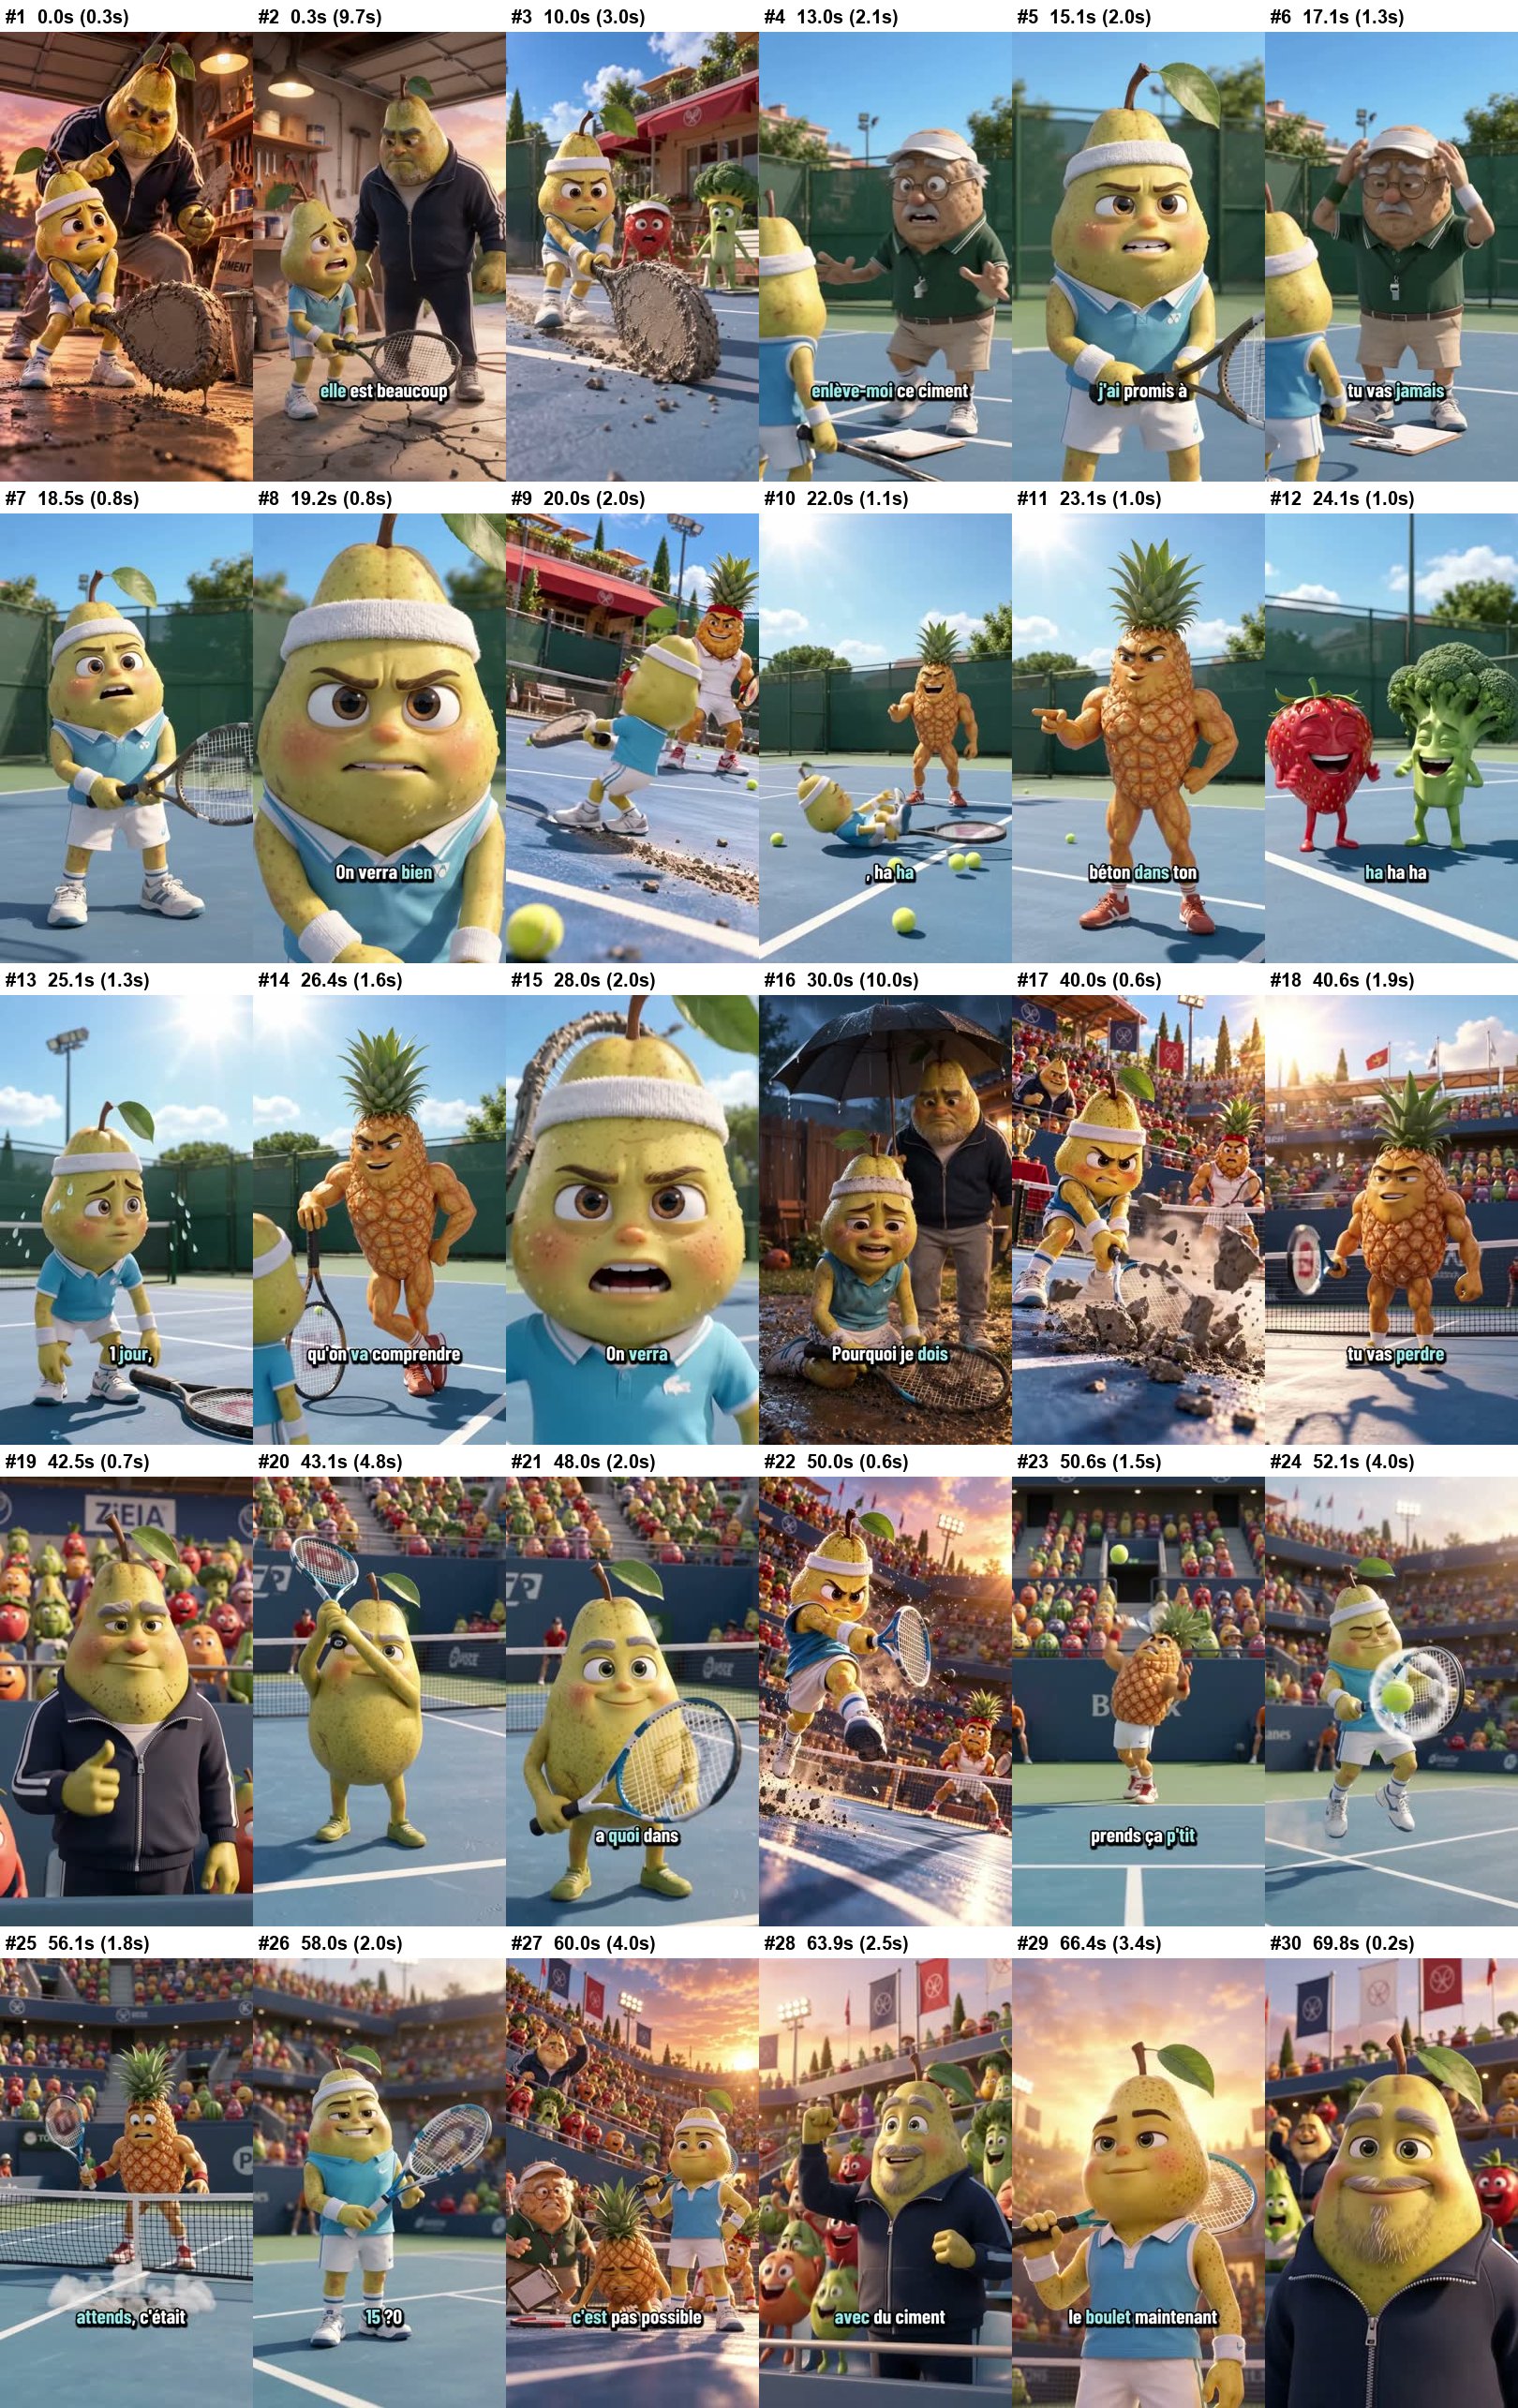 #1 0.0s (0.3s)
#2 0.3s (9.7s)
#3 10.0s (3.0s)
#4 13.0s (2.1s)
#5 15.1s (2.0s)
#6 17.1s (1.3s)
CIMENT
elle est beaucoup
enlève-moi ce ciment
j'ai promis à
tu vas jamais
#7 18.5s (0.8s)
#8 19.2s (0.8s)
#9 20.0s (2.0s)
#10 22.0s (1.1s)
#11 23.1s (1.0s)
#12 24.1s (1.0s)
On verra bien
, ha ha
béton dans ton
ha ha ha
#13 25.1s (1.3s)
#14 26.4s (1.6s)
#15 28.0s (2.0s)
#16 30.0s (10.0s)
#17 40.0s (0.6s)
#18 40.6s (1.9s)
1 jour,
qu'on va comprendre
On verra
Pourquoi je dois
tu vas perdre
#19 42.5s (0.7s)
#20 43.1s (4.8s)
#21 48.0s (2.0s)
#22 50.0s (0.6s)
#23 50.6s (1.5s)
#24 52.1s (4.0s)
ZiEIA
a quoi dans
prends ça p'tit
#25 56.1s (1.8s)
#26 58.0s (2.0s)
#27 60.0s (4.0s)
#28 63.9s (2.5s)
#29 66.4s (3.4s)
#30 69.8s (0.2s)
attends, c'était
15 ?0
c'est pas possible
avec du ciment
le boulet maintenant